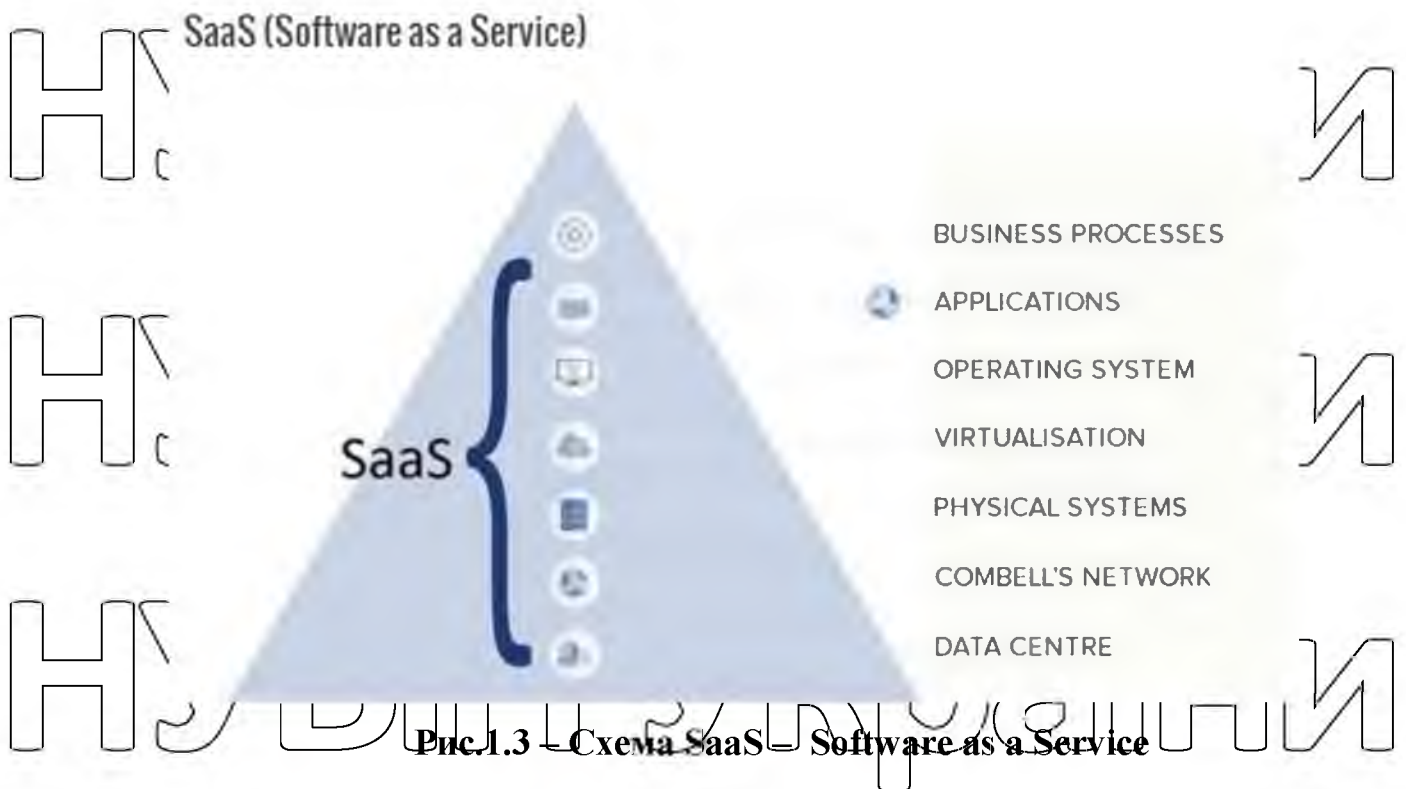 SaaS (Software as a Service)
BUSINESS PROCESSES
APPLICATIONS
OPERATING SYSTEM
VIRTUALISATION
SaaS
PHYSICAL SYSTEMS
COMBELL'S NETWORK
DATA CENTRE
Рис.1.3 – Схема SaaS – Software as a Service